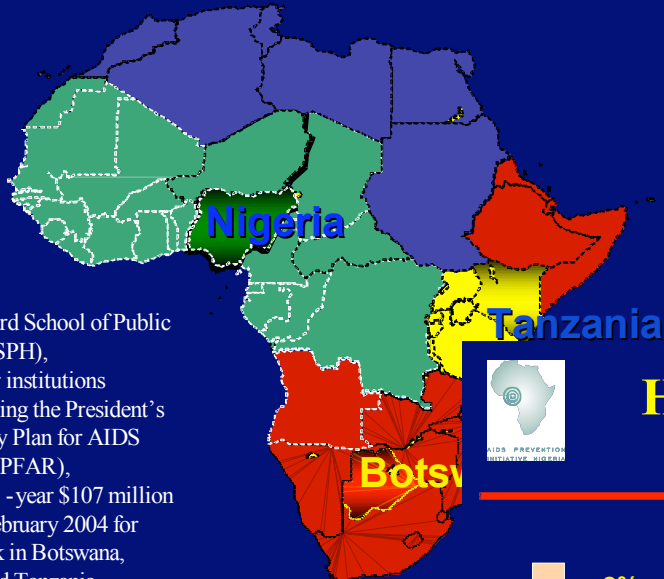 Nigeria
Tanzania
rd School of Public
SPH),
institutions
ing the President's
y Plan for AIDS
PFAR),
-year $107 million
ebruary 2004 for
k in Botswana,
d Tanzania
AIDS PREVENTION
INITIATIVE NIGERIA
H
Botsw